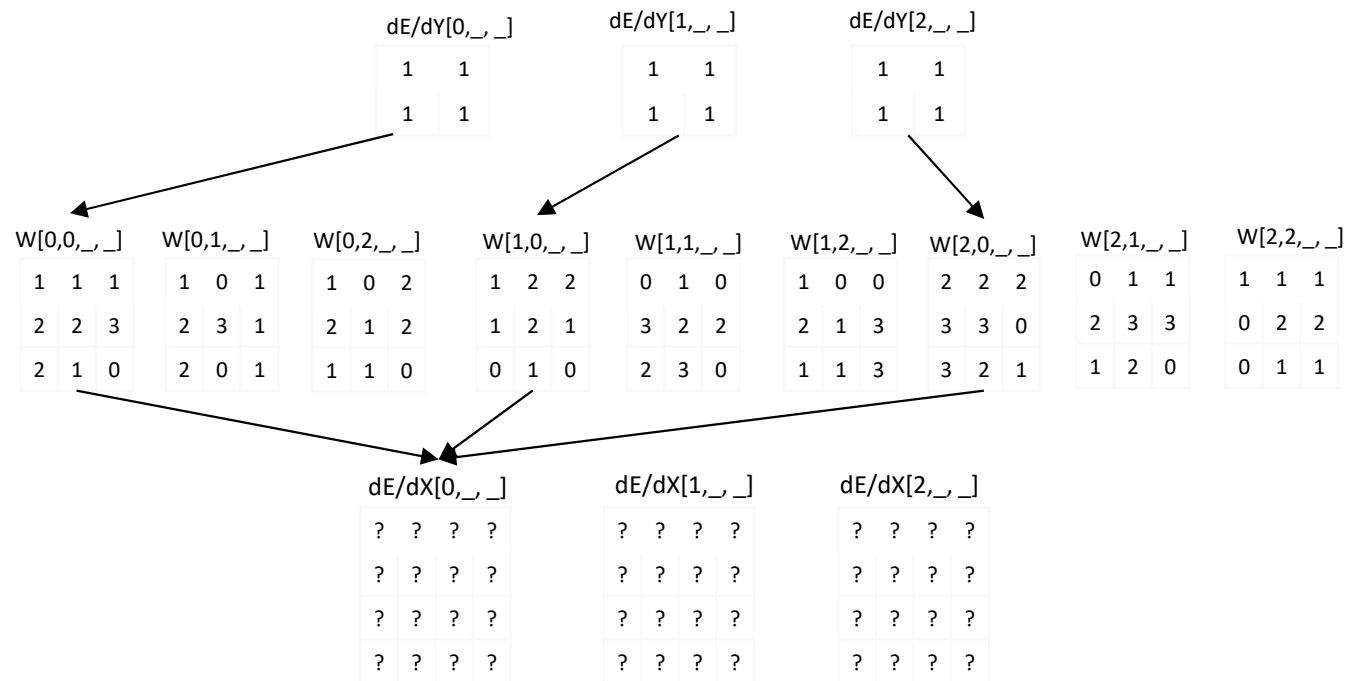 dE/dY[0,_, _] dE/dY[1,_, _] dE/dY[2,_, _]
1 1 1 1 1 1
1 1 1 1 1 1
W[0,0,_, _] W[0,1,_, _] W[0,2,_, _] W[1,0,_, _] W[1,1,_, _] W[1,2,_, _] W[2,0,_, _] W[2,1,_, _] W[2,2,_, _]
1 1 1 1 0 1 1 0 2 1 2 2 0 1 0 1 0 0 2 2 2 0 1 1 1 1 1
2 2 3 2 3 1 2 1 2 1 2 1 3 2 2 2 1 3 3 3 0 2 3 3 0 2 2
2 1 0 2 0 1 1 1 0 0 1 0 2 3 0 1 1 3 3 2 1 1 2 0 0 1 1
dE/dX[0,_, _] dE/dX[1,_, _] dE/dX[2,_, _]
? ? ? ? ? ? ? ? ? ? ? ?
? ? ? ? ? ? ? ? ? ? ? ?
? ? ? ? ? ? ? ? ? ? ? ?
? ? ? ? ? ? ? ? ? ? ? ?